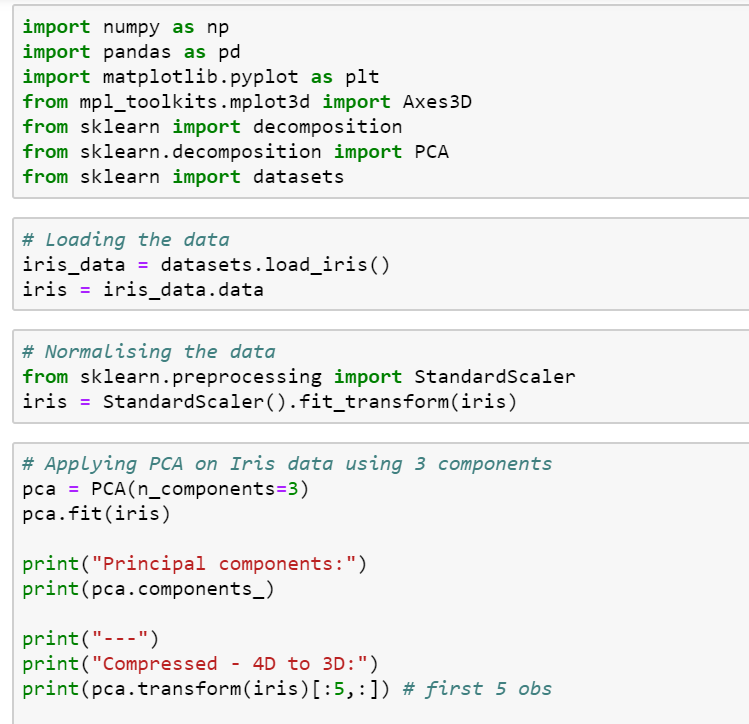 import numpy as np
import pandas as pd
import matplotlib.pyplot as plt
from mpl_toolkits.mplot3d import Axes3D
from sklearn import decomposition
from sklearn.decomposition import PCA
from sklearn import datasets
# Loading the data
iris_data = datasets.load_iris()
iris = iris_data.data
# Normalising the data
from sklearn.preprocessing import StandardScaler
iris = StandardScaler().fit_transform(iris)
# Applying PCA on Iris data using 3 components
pca = PCA(n_components=3)
pca.fit(iris)
print("Principal components:")
print(pca.components_)
print("---")
print("Compressed - 4D to 3D:")
print(pca.transform(iris)[:5,:]) # first 5 obs